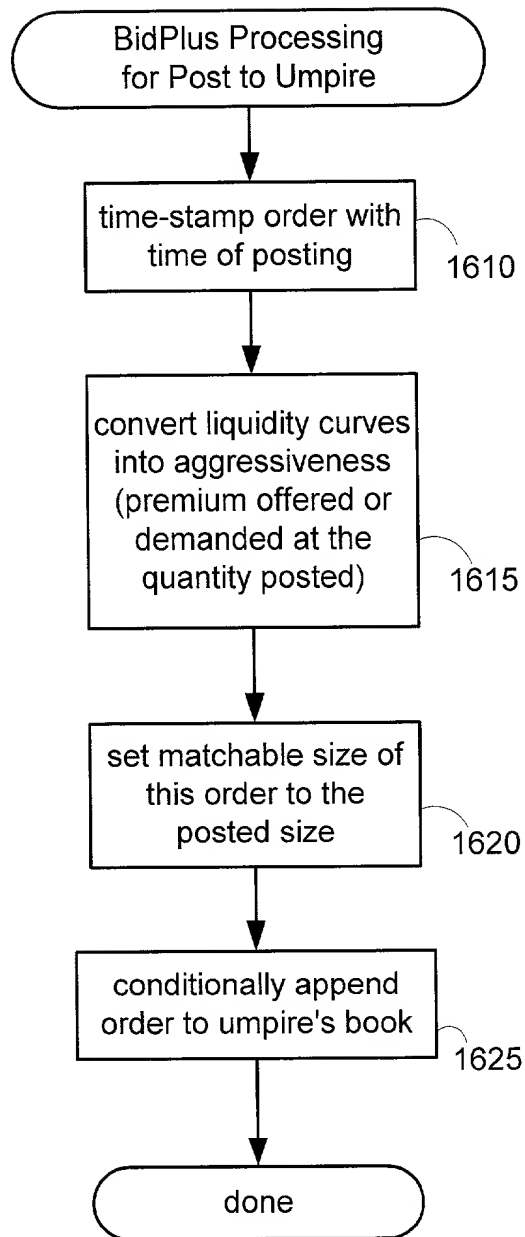 BidPlus Processing
for Post to Umpire
time-stamp order with
time of posting
1610
convert liquidity curves
into aggressiveness
(premium offered or
demanded at the
quantity posted)
1615
set matchable size of
this order to the
posted size
1620
conditionally append
order to umpire's book
1625
done